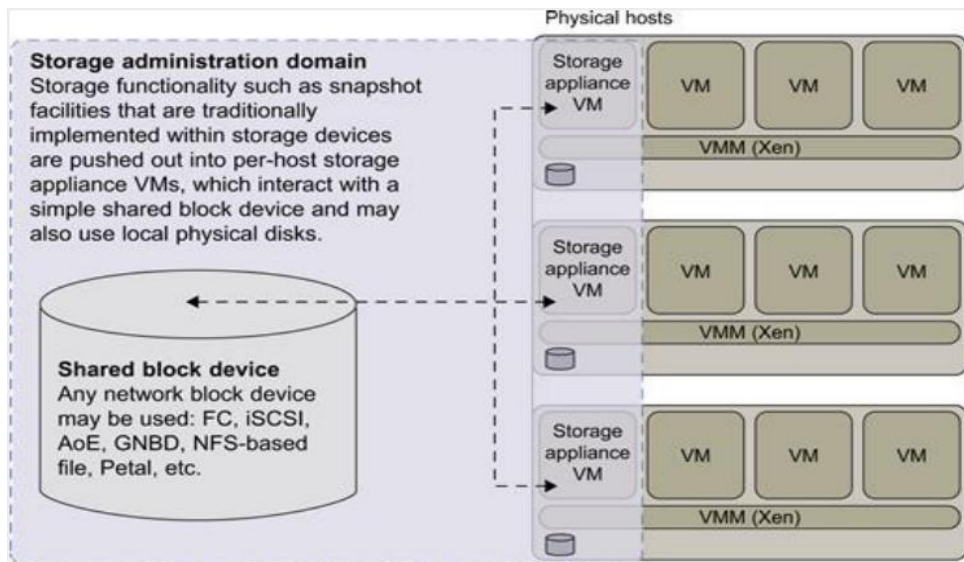 Physical hosts
Storage administration domain
Storage functionality such as snapshot
facilities that are traditionally
implemented within storage devices
are pushed out into per-host storage
appliance VMs, which interact with a
simple shared block device and may
also use local physical disks.
Shared block device
Any network block device
may be used: FC, iSCSI,
AoE, GNBD, NFS-based
file, Petal, etc.
Storage
appliance
VM
VM
VM
VM
VMM (Xen)
Storage
appliance
VM
VM
VM
VM
VMM (Xen)
Storage
appliance
VM
VM
VM
VM
VMM (Xen)